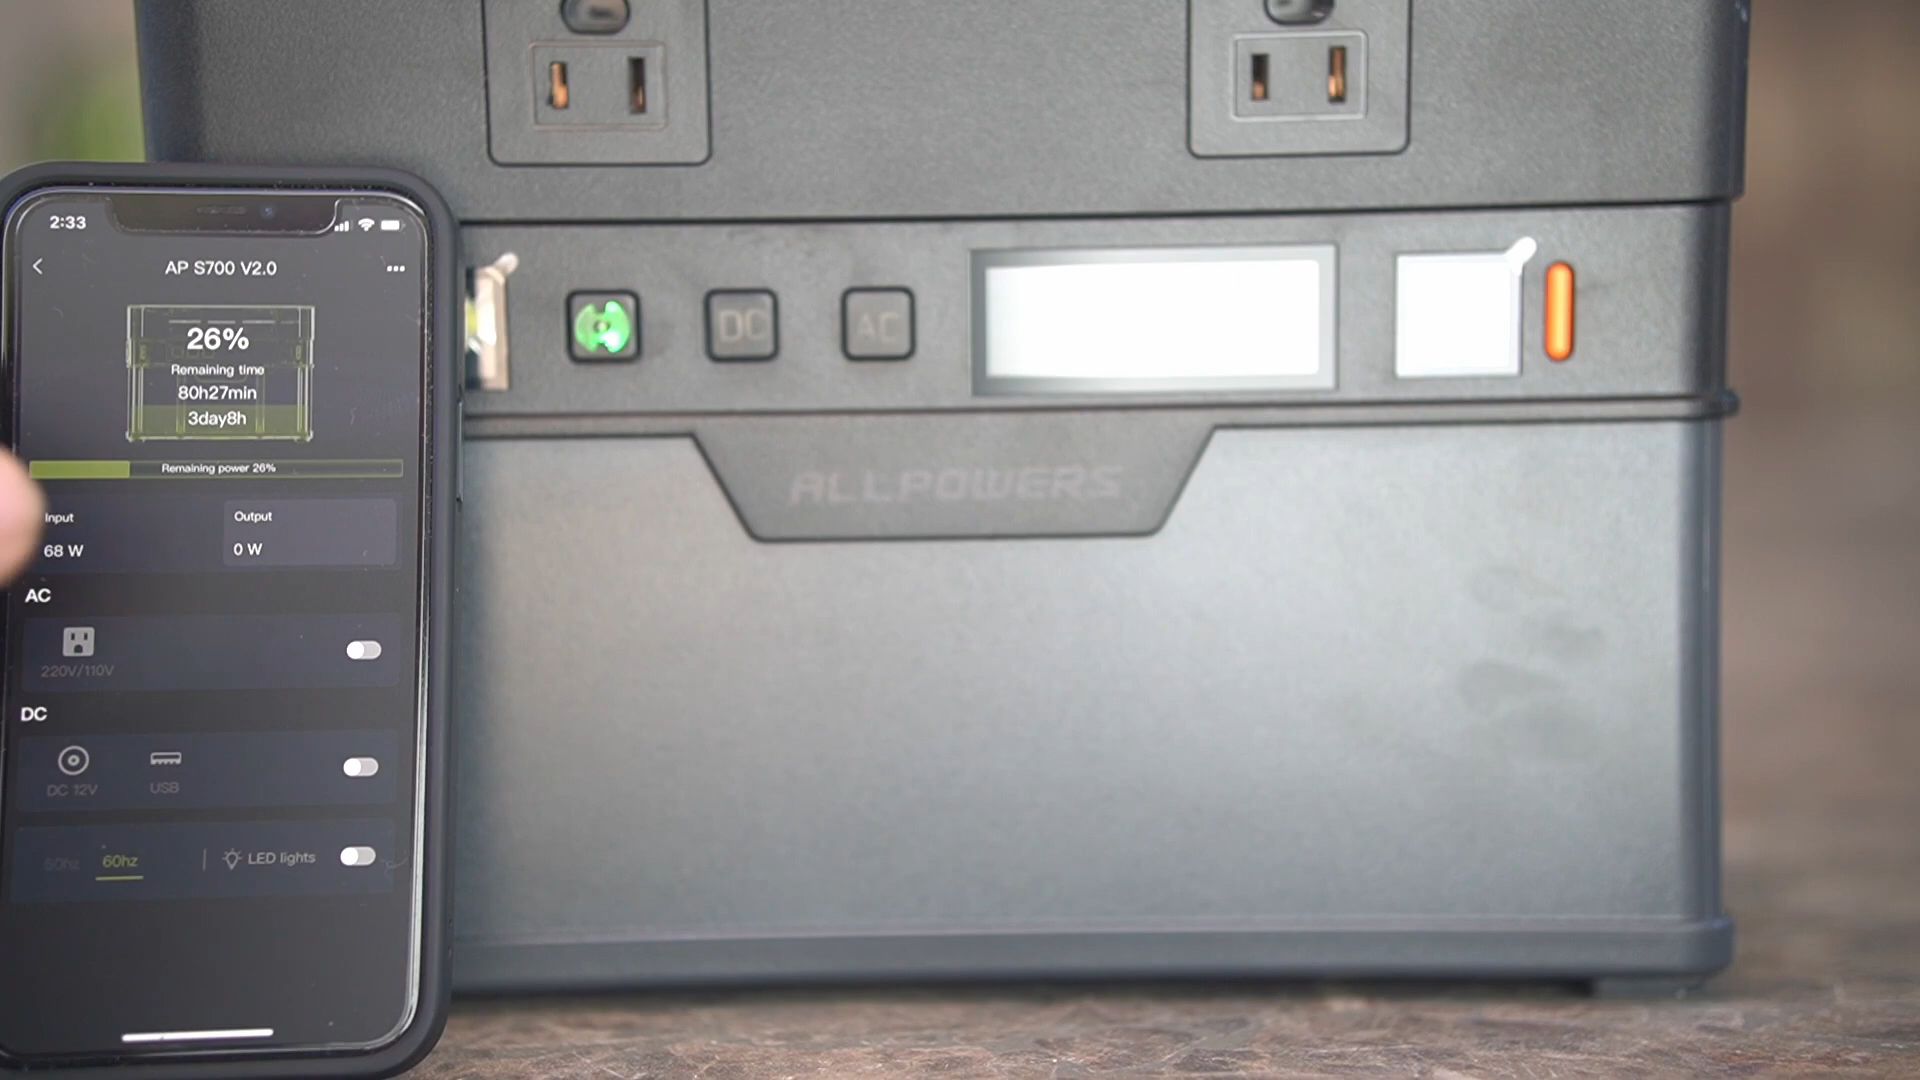 2:33
AP S700 V2.0
26%
Remaining time
80h27min
3day8h
Remaining power 26%
Input
Output
68 W
0 W
AC
220V/110V
DC
DC 12V
USB
50hz
60hz
LED lights
DC
AC
ALLPOWERS